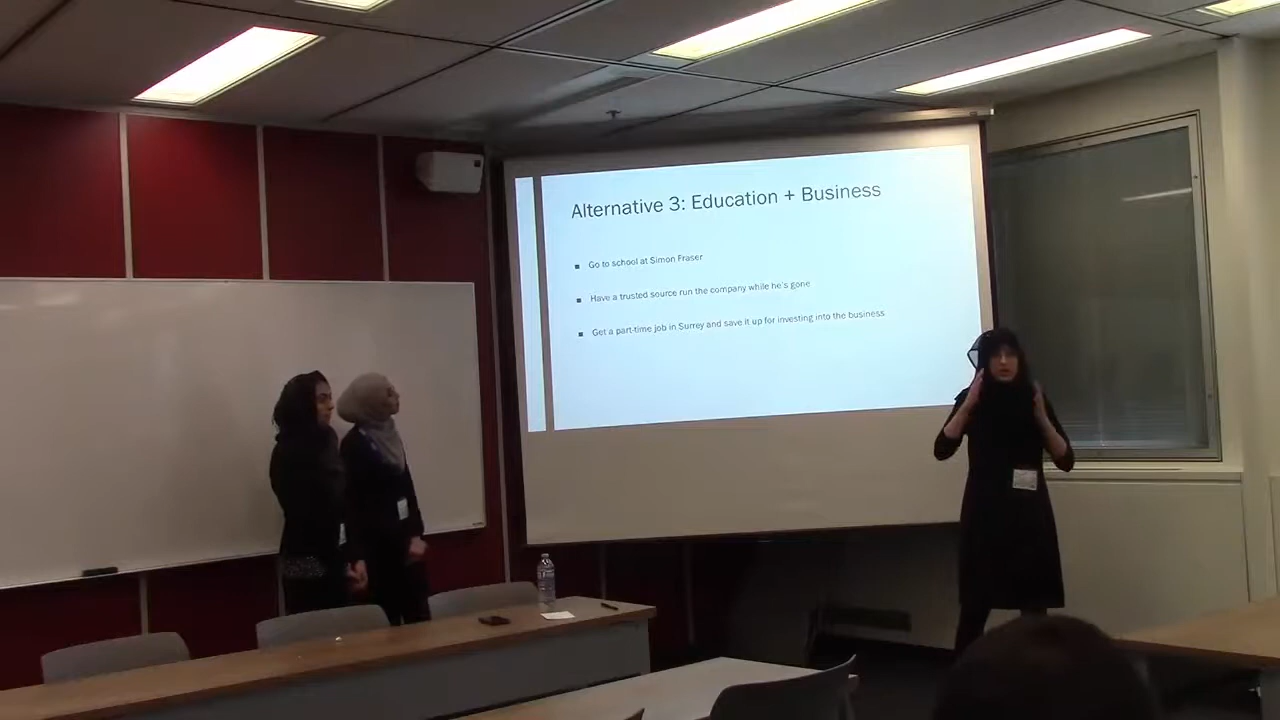 Alternative 3: Education + Business
Go to school at Simon Fraser
Have a trusted source run the company while he's gone
Get a part-time job in Surrey and save it up for investing into the business